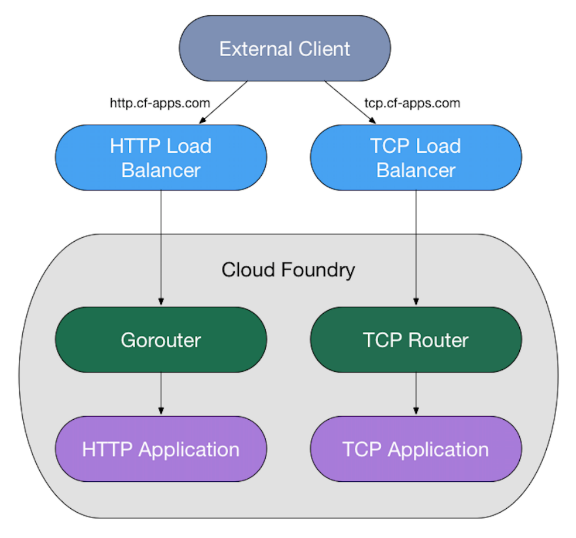 External Client
http.cf-apps.com
tcp.cf-apps.com
HTTP Load
Balancer
TCP Load
Balancer
Cloud Foundry
Gorouter
TCP Router
HTTP Application
TCP Application